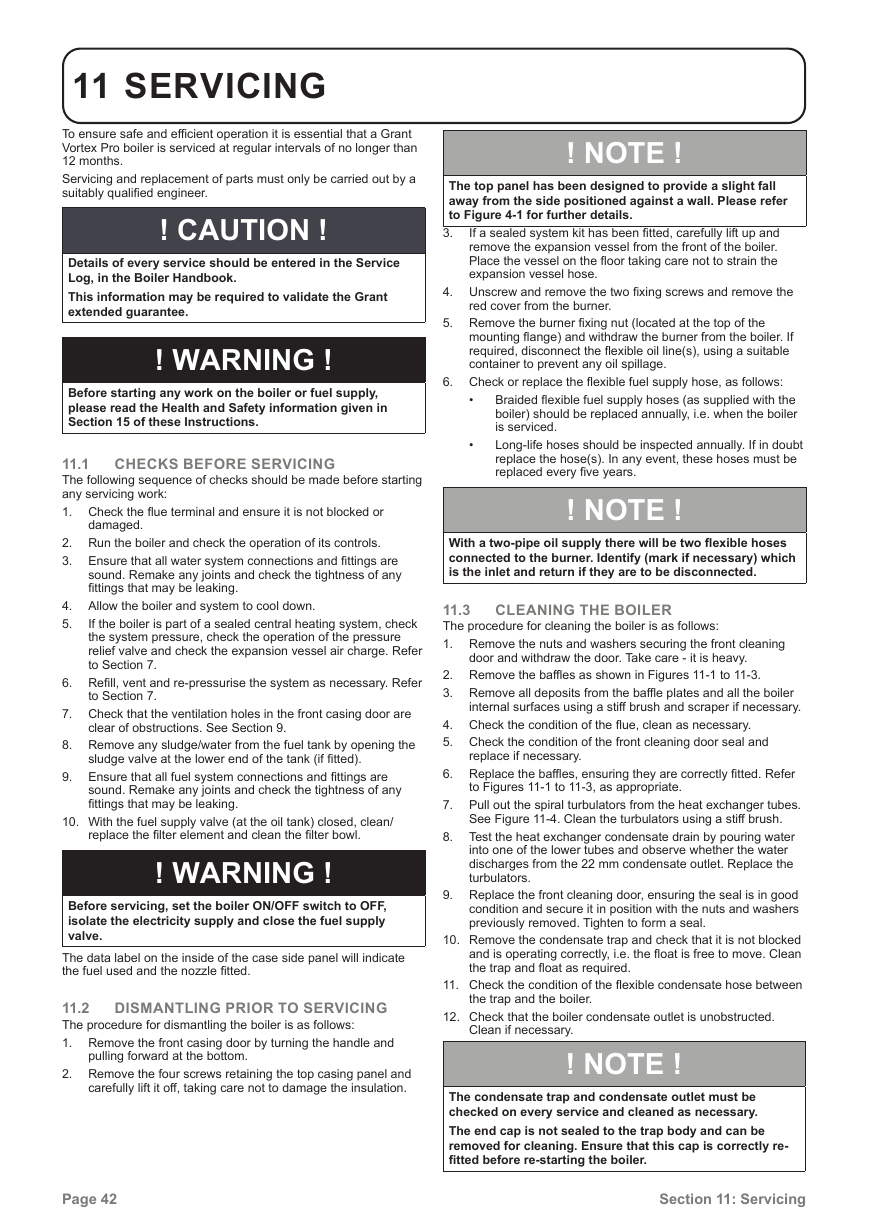 11 SERVICING
To ensure safe and efficient operation it is essential that a Grant
Vortex Pro boiler is serviced at regular intervals of no longer than
12 months.
Servicing and replacement of parts must only be carried out by a
suitably qualified engineer.
! CAUTION !
Details of every service should be entered in the Service
Log, in the Boiler Handbook.
This information may be required to validate the Grant
extended guarantee.
! WARNING !
Before starting any work on the boiler or fuel supply,
please read the Health and Safety information given in
Section 15 of these Instructions.
11.1 CHECKS BEFORE SERVICING
The following sequence of checks should be made before starting
any servicing work:
1. Check the flue terminal and ensure it is not blocked or
damaged.
2. Run the boiler and check the operation of its controls.
3. Ensure that all water system connections and fittings are
sound. Remake any joints and check the tightness of any
fittings that may be leaking.
4. Allow the boiler and system to cool down.
5. If the boiler is part of a sealed central heating system, check
the system pressure, check the operation of the pressure
relief valve and check the expansion vessel air charge. Refer
to Section 7.
6. Refill, vent and re-pressurise the system as necessary. Refer
to Section 7.
7. Check that the ventilation holes in the front casing door are
clear of obstructions. See Section 9.
8. Remove any sludge/water from the fuel tank by opening the
sludge valve at the lower end of the tank (if fitted).
9. Ensure that all fuel system connections and fittings are
sound. Remake any joints and check the tightness of any
fittings that may be leaking.
10. With the fuel supply valve (at the oil tank) closed, clean/
replace the filter element and clean the filter bowl.
! WARNING !
Before servicing, set the boiler ON/OFF switch to OFF,
isolate the electricity supply and close the fuel supply
valve.
The data label on the inside of the case side panel will indicate
the fuel used and the nozzle fitted.
11.2 DISMANTLING PRIOR TO SERVICING
The procedure for dismantling the boiler is as follows:
1. Remove the front casing door by turning the handle and
pulling forward at the bottom.
2. Remove the four screws retaining the top casing panel and
carefully lift it off, taking care not to damage the insulation.
! NOTE !
The top panel has been designed to provide a slight fall
away from the side positioned against a wall. Please refer
to Figure 4-1 for further details.
3. If a sealed system kit has been fitted, carefully lift up and
remove the expansion vessel from the front of the boiler.
Place the vessel on the floor taking care not to strain the
expansion vessel hose.
4. Unscrew and remove the two fixing screws and remove the
red cover from the burner.
5. Remove the burner fixing nut (located at the top of the
mounting flange) and withdraw the burner from the boiler. If
required, disconnect the flexible oil line(s), using a suitable
container to prevent any oil spillage.
6. Check or replace the flexible fuel supply hose, as follows:
• Braided flexible fuel supply hoses (as supplied with the
boiler) should be replaced annually, i.e. when the boiler
is serviced.
• Long-life hoses should be inspected annually. If in doubt
replace the hose(s). In any event, these hoses must be
replaced every five years.
! NOTE !
With a two-pipe oil supply there will be two flexible hoses
connected to the burner. Identify (mark if necessary) which
is the inlet and return if they are to be disconnected.
11.3 CLEANING THE BOILER
The procedure for cleaning the boiler is as follows:
1. Remove the nuts and washers securing the front cleaning
door and withdraw the door. Take care - it is heavy.
2. Remove the baffles as shown in Figures 11-1 to 11-3.
3. Remove all deposits from the baffle plates and all the boiler
internal surfaces using a stiff brush and scraper if necessary.
4. Check the condition of the flue, clean as necessary.
5. Check the condition of the front cleaning door seal and
replace if necessary.
6. Replace the baffles, ensuring they are correctly fitted. Refer
to Figures 11-1 to 11-3, as appropriate.
7. Pull out the spiral turbulators from the heat exchanger tubes.
See Figure 11-4. Clean the turbulators using a stiff brush.
8. Test the heat exchanger condensate drain by pouring water
into one of the lower tubes and observe whether the water
discharges from the 22 mm condensate outlet. Replace the
turbulators.
9. Replace the front cleaning door, ensuring the seal is in good
condition and secure it in position with the nuts and washers
previously removed. Tighten to form a seal.
10. Remove the condensate trap and check that it is not blocked
and is operating correctly, i.e. the float is free to move. Clean
the trap and float as required.
11. Check the condition of the flexible condensate hose between
the trap and the boiler.
12. Check that the boiler condensate outlet is unobstructed.
Clean if necessary.
! NOTE !
The condensate trap and condensate outlet must be
checked on every service and cleaned as necessary.
The end cap is not sealed to the trap body and can be
removed for cleaning. Ensure that this cap is correctly re-
fitted before re-starting the boiler.
Page 42
Section 11: Servicing